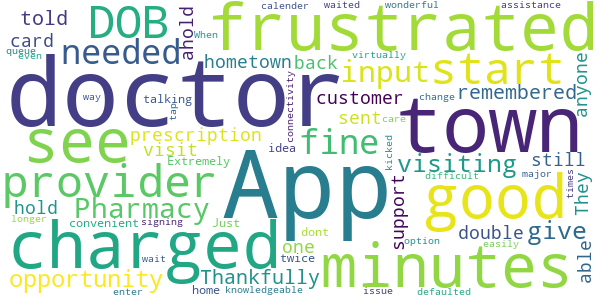 calender waited wonderful assistance
told DOB When frustrated
queue even card needed ahold
doctor hometown back input start anyone
way talking connectivity customer change remembered
tap idea sent town
see prescription fine
visit Extremely kicked care visiting still
provider App difficult major
hold Pharmacy support good They times
longer convenient signing Just dont one option double give able
charged twice easily
opportunity wait Thankfully minutes
enter home knowledgeable issue defaulted
virtually